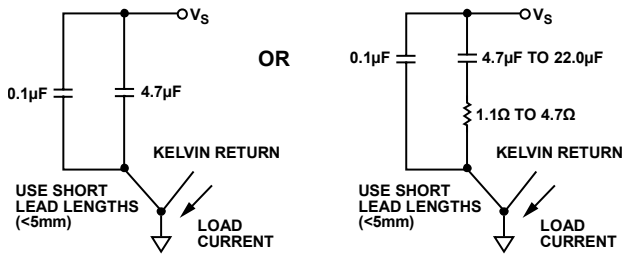 VS
0.1µF
4.7µF
KELVIN RETURN
USE SHORT
LEAD LENGTHS
(<5mm)
LOAD
CURRENT
OR
VS
0.1µF
4.7µF TO 22.0µF
1.1Ω TO 4.7Ω
KELVIN RETURN
USE SHORT
LEAD LENGTHS
(<5mm)
LOAD
CURRENT